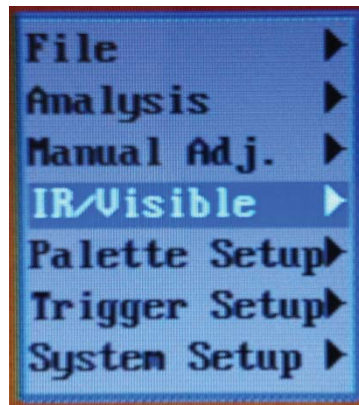 File
Analysis
Manual Adj.
IR/Visible
Palette Setup
Trigger Setup
System Setup